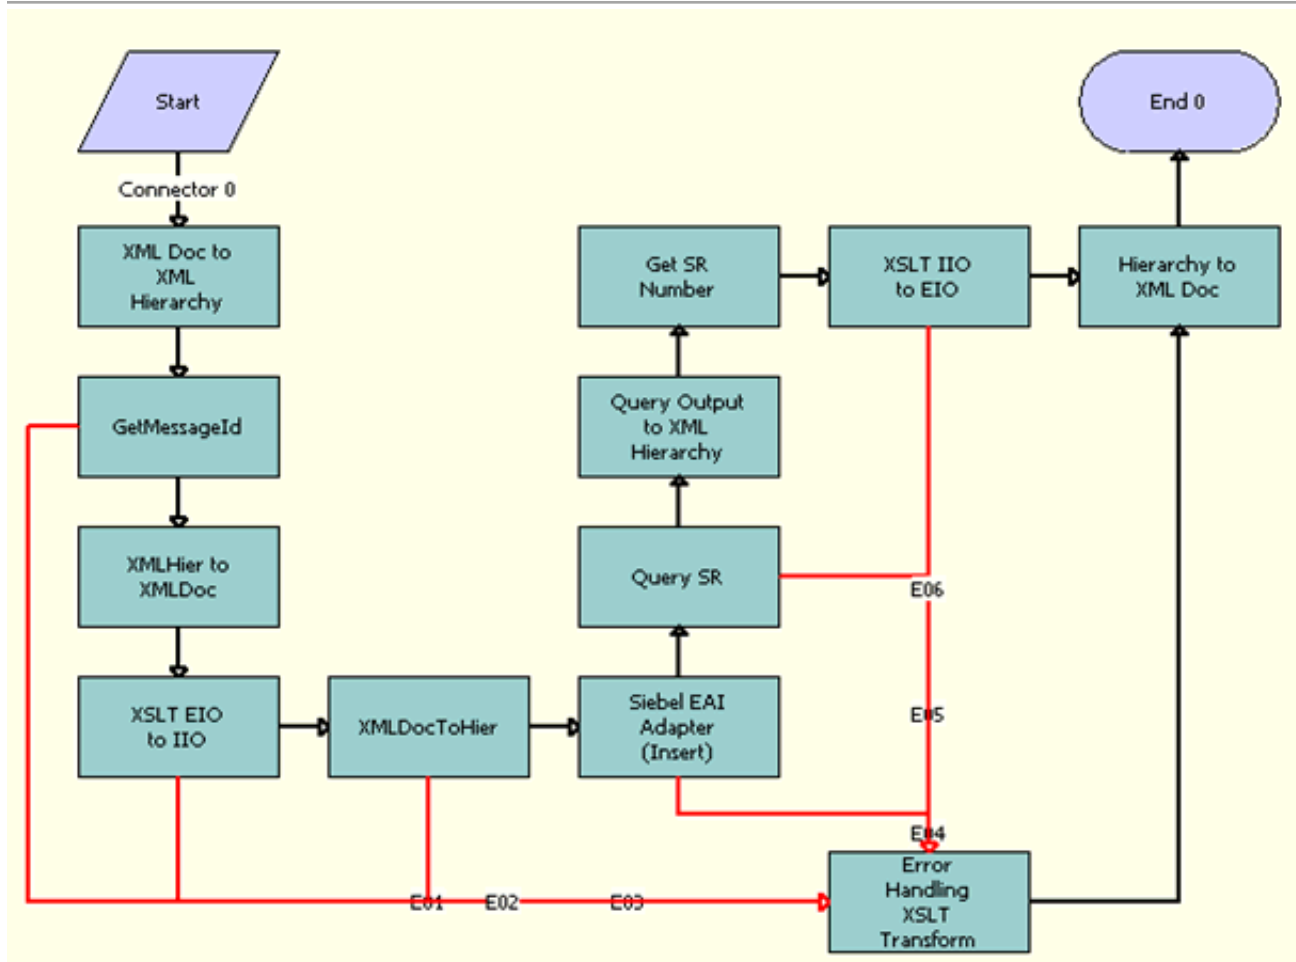 Start
End 0
Connector 0
XML Doc to
XML
Hierarchy
Get SR
Number
XSLT IIO
to EIO
Hierarchy to
XML Doc
GetMessageId
Query Output
to XML
Hierarchy
XMLHier to
XMLDoc
Query SR
E06
XSLT EIO
to IIO
XMLDocToHier
Siebel EAI
Adapter
(Insert)
E05
E04
E01
E02
E03
Error
Handling
XSLT
Transform